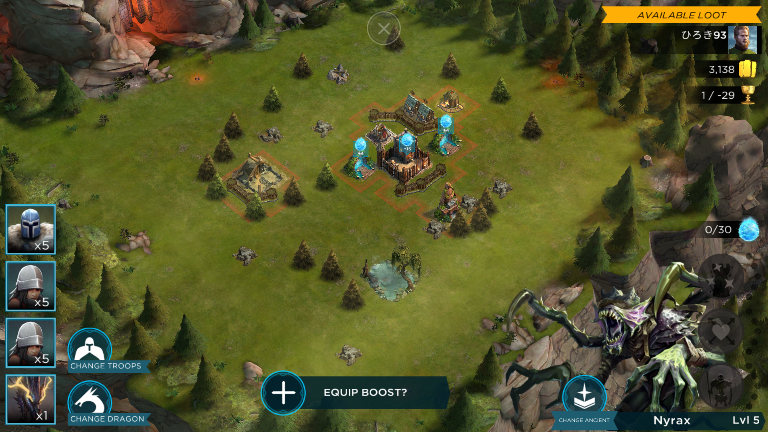 AVAILABLE LOOT
ひろき93
3,138
1 / -29
0/30
x5
x5
x5
x1
CHANGE TROOPS
CHANGE DRAGON
EQUIP BOOST?
CHANGE ANCIENT
Nyrax Lvl 5